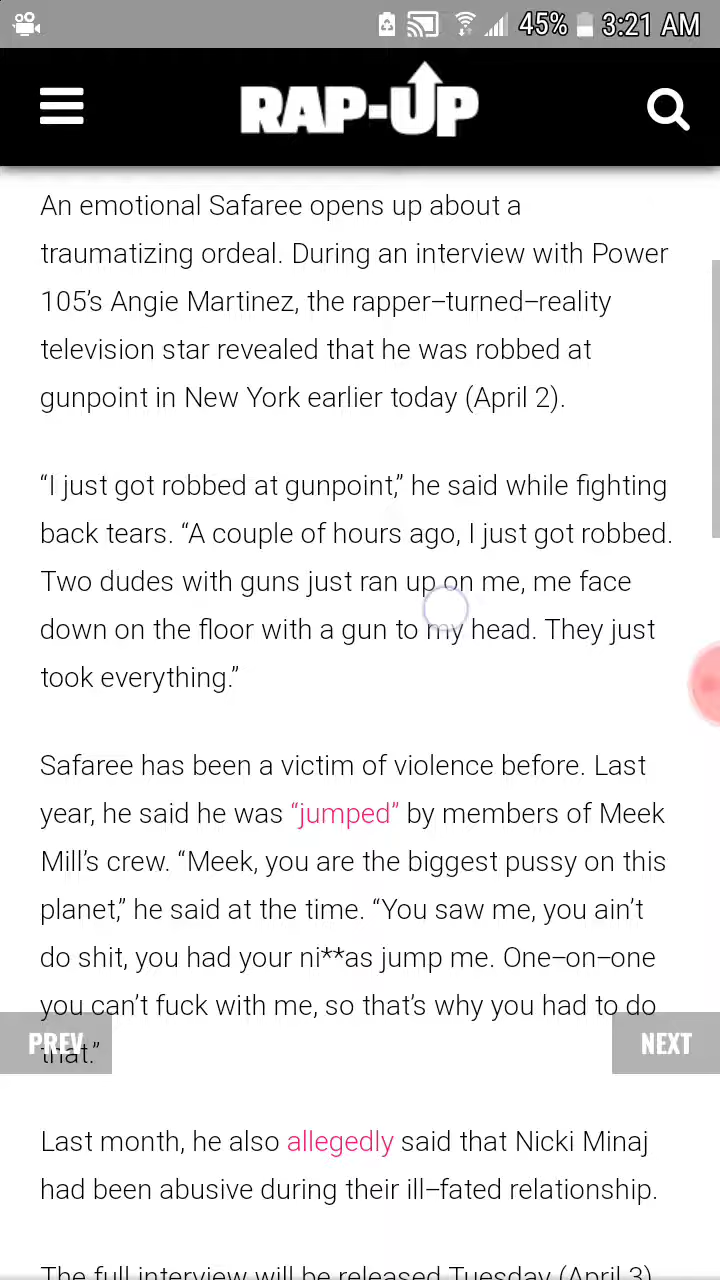 45% 3:21 AM
RAP-UP
An emotional Safaree opens up about a
traumatizing ordeal. During an interview with Power
105’s Angie Martinez, the rapper–turned–reality
television star revealed that he was robbed at
gunpoint in New York earlier today (April 2).
“I just got robbed at gunpoint,” he said while fighting
back tears. “A couple of hours ago, I just got robbed.
Two dudes with guns just ran up on me, me face
down on the floor with a gun to my head. They just
took everything.”
Safaree has been a victim of violence before. Last
year, he said he was “jumped” by members of Meek
Mill’s crew. “Meek, you are the biggest pussy on this
planet,” he said at the time. “You saw me, you ain’t
do shit, you had your ni**as jump me. One–on–one
you can’t fuck with me, so that’s why you had to do
that.”
PREV
NEXT
Last month, he also allegedly said that Nicki Minaj
had been abusive during their ill–fated relationship.
The full interview will be released Tuesday (April 3)